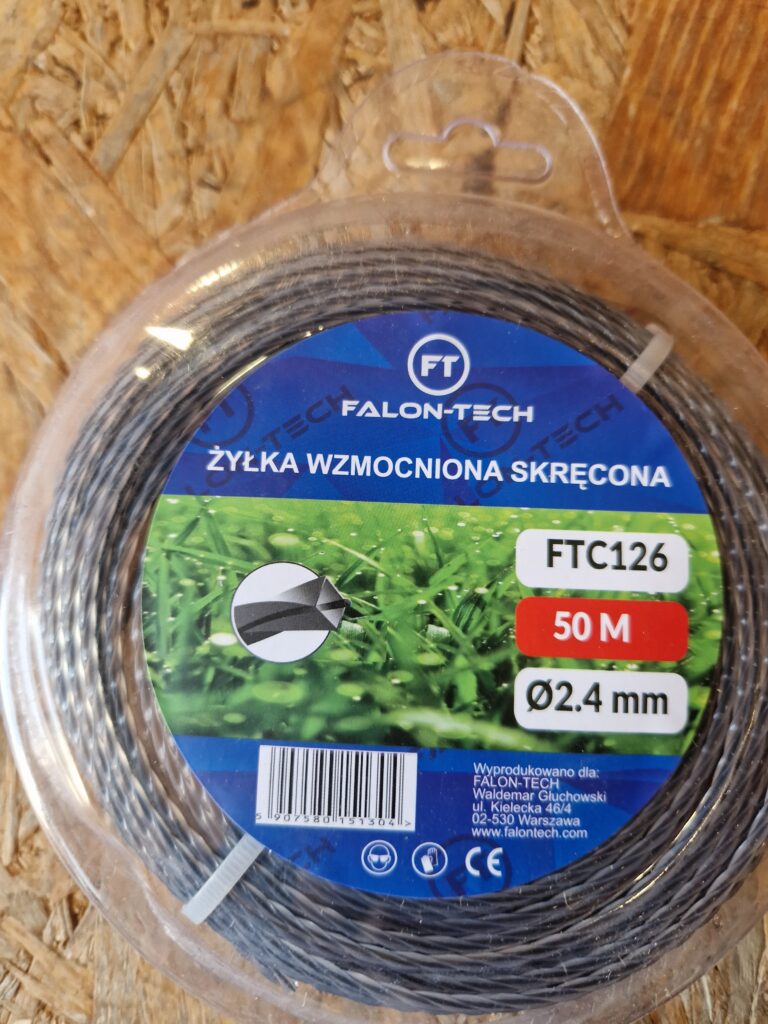 FT
FALON-TECH
ŻYŁKA WZMOCNIONA SKRĘCONA
FTC126
50 M
Ø2.4 mm
5 907580 151304 >
Wyprodukowano dla:
FALON-TECH
Waldemar Głuchowski
ul. Kielecka 46/4
02-530 Warszawa
www.falontech.com
CE